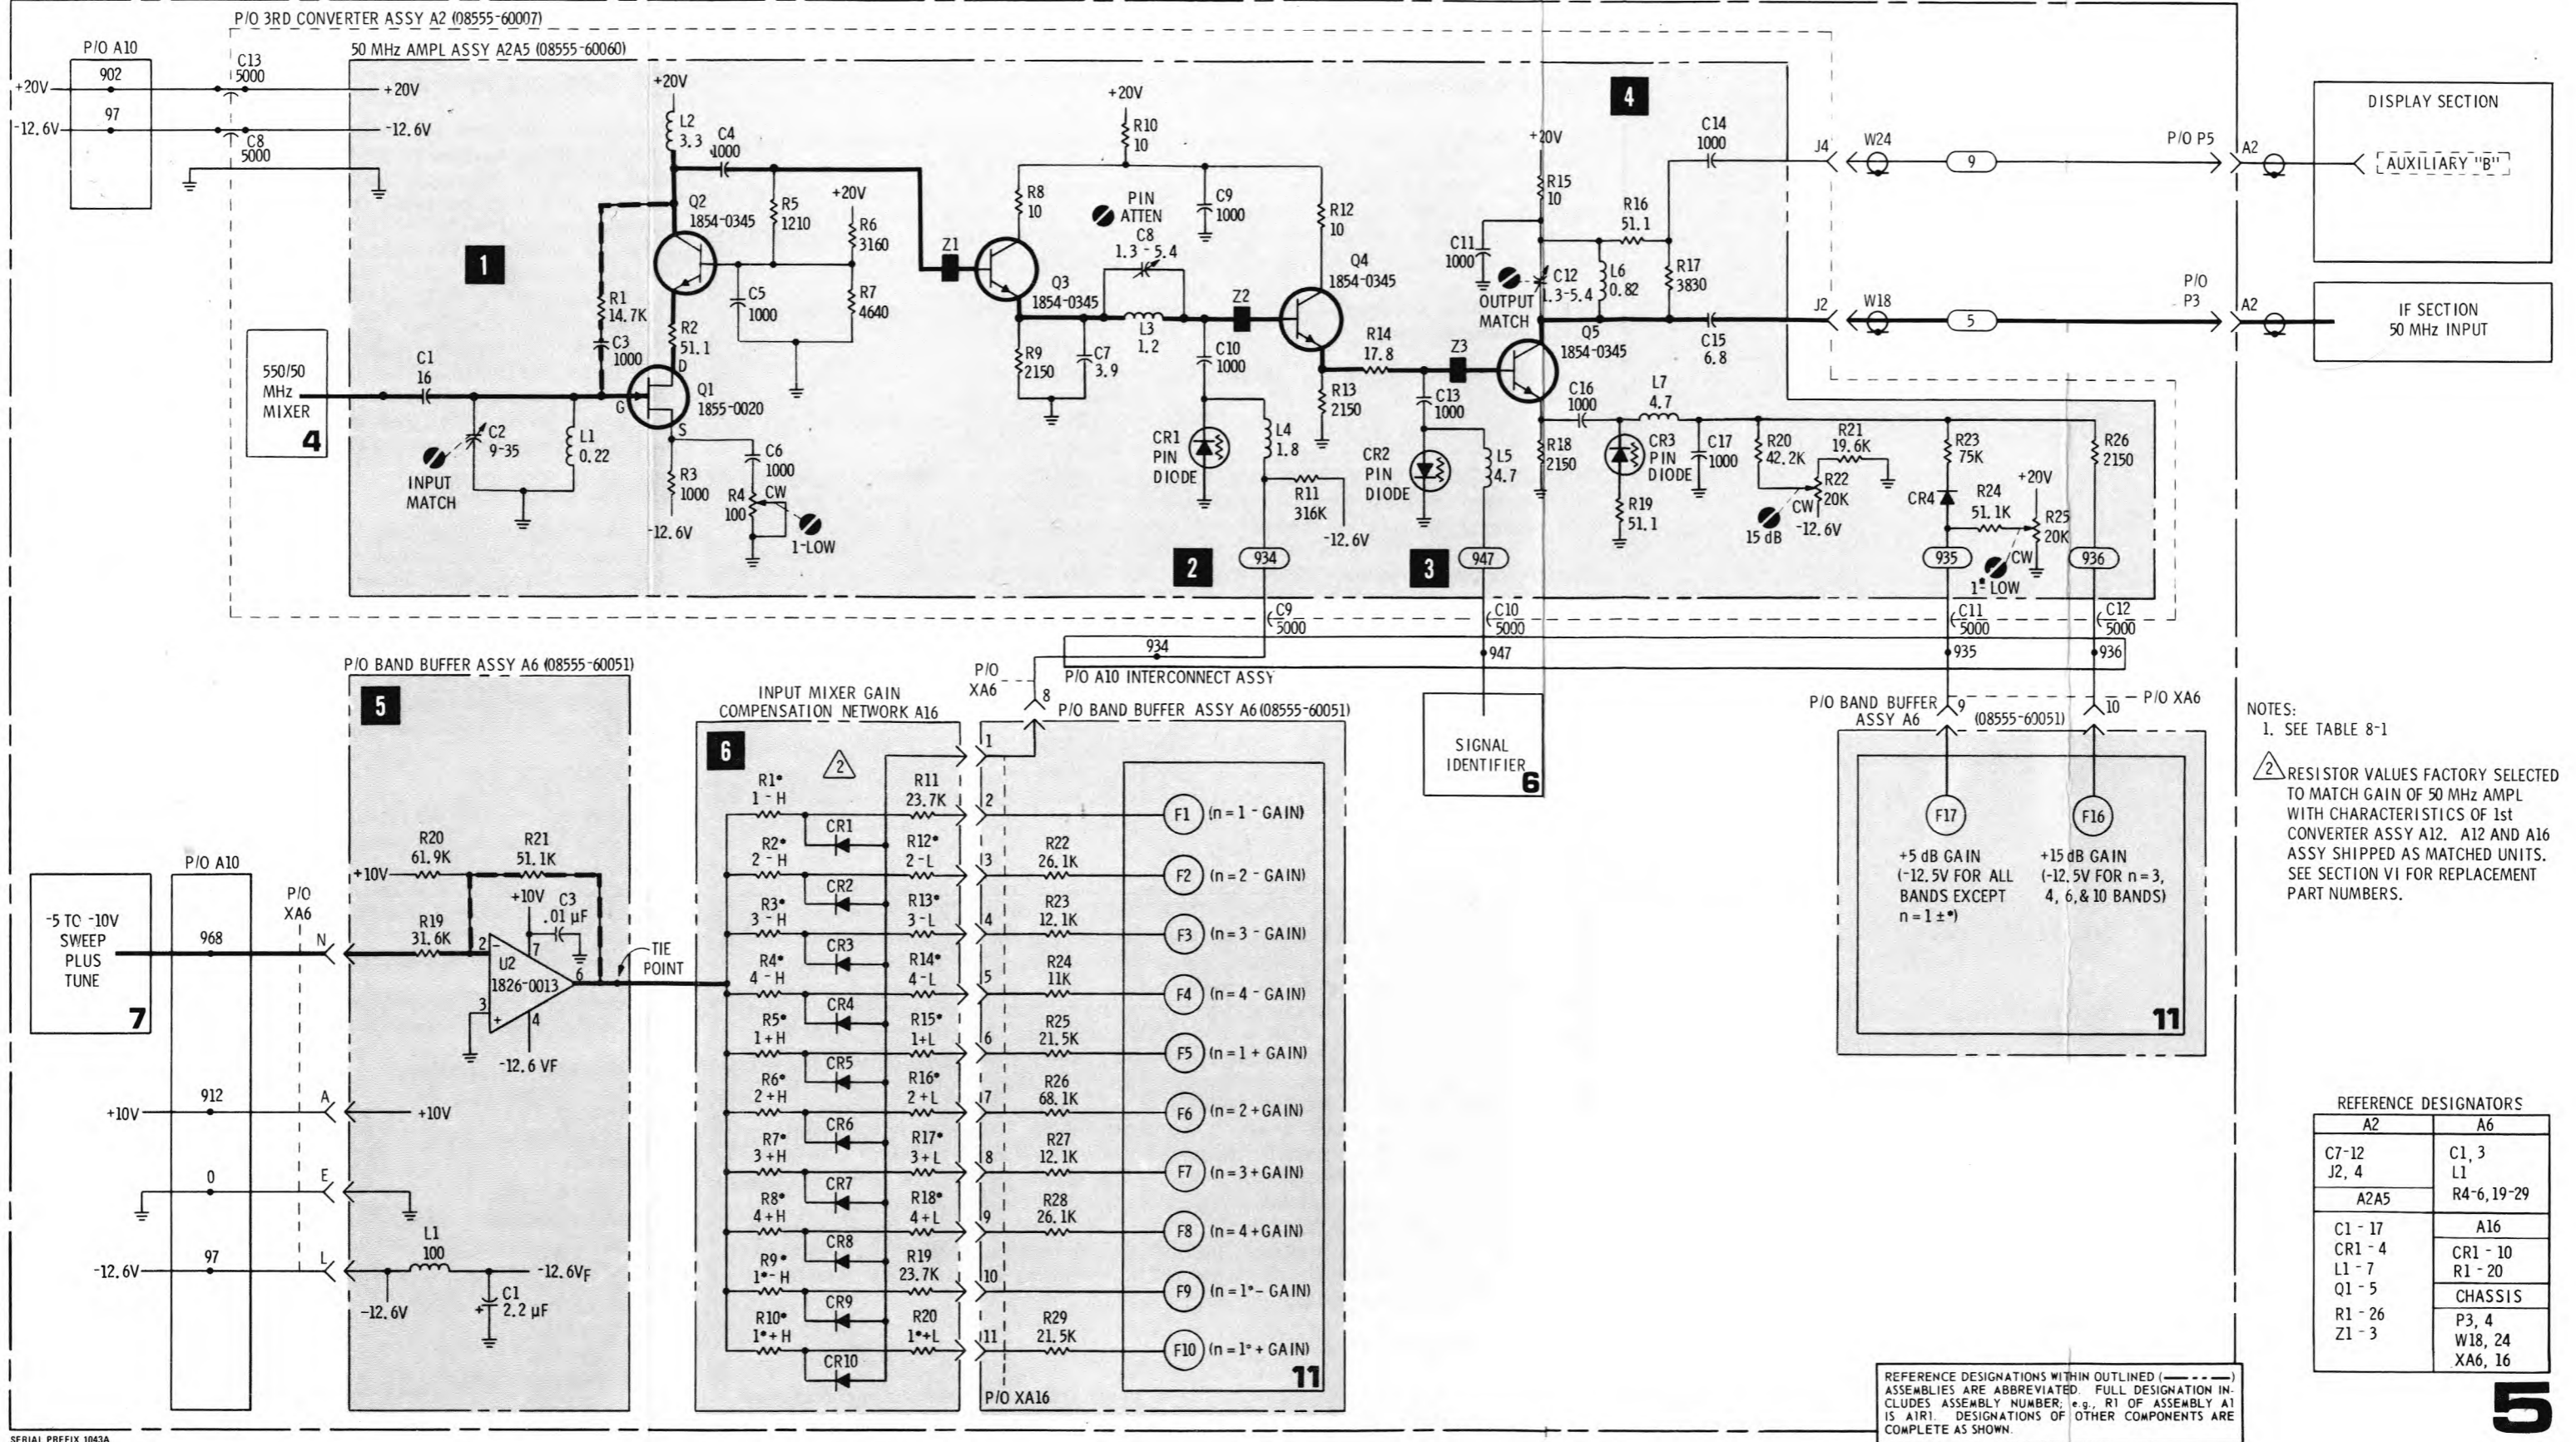 P/O 3RD CONVERTER ASSY A2 (08555-60007)
P/O A10
902
97
+20V
-12.6V
C13
5000
C8
5000
50 MHz AMPL ASSY A2A5 (08555-60060)
+20V
-12.6V
1
550/50
MHz
MIXER
4
C1
16
C2
9-35
INPUT
MATCH
L1
0.22
R1
14.7K
C3
1000
+20V
L2
3.3
C4
1000
Q2
1854-0345
R2
51.1
D
G
S
Q1
1855-0020
R3
1000
-12.6V
C6
1000
R4
100
CW
1-LOW
R5
1210
+20V
R6
3160
R7
4640
C5
1000
Z1
Q3
1854-0345
+20V
R10
10
R8
10
PIN
ATTEN
C8
1.3 - 5.4
C9
1000
R12
10
R9
2150
C7
3.9
L3
1.2
Z2
C10
1000
Q4
1854-0345
CR1
PIN
DIODE
L4
1.8
R11
316K
-12.6V
2
934
R14
17.8
R13
2150
Z3
C13
1000
CR2
PIN
DIODE
L5
4.7
3
947
4
+20V
R15
10
C11
1000
C12
1.3-5.4
OUTPUT
MATCH
R16
51.1
L6
0.82
R17
3830
C14
1000
C15
6.8
Q5
1854-0345
C16
1000
L7
4.7
R18
2150
CR3
PIN
DIODE
R19
51.1
C17
1000
R20
42.2K
R21
19.6K
R22
20K
CW
-12.6V
15 dB
R23
75K
CR4
R24
51.1K
+20V
R25
20K
CW
1•- LOW
R26
2150
935
936
J4
W24
9
P/O P5
A2
DISPLAY SECTION
AUXILIARY "B"
J2
W18
5
P/O
P3
A2
IF SECTION
50 MHz INPUT
C9
5000
C10
5000
C11
5000
C12
5000
934
947
935
936
P/O A10 INTERCONNECT ASSY
P/O
XA6
8
SIGNAL
IDENTIFIER
6
P/O BAND BUFFER
ASSY A6
(08555-60051)
9
10
P/O XA6
F17
F16
+5 dB GAIN
(-12.5V FOR ALL
BANDS EXCEPT
n = 1 ±•)
+15 dB GAIN
(-12.5V FOR n = 3,
4, 6, & 10 BANDS)
11
NOTES:
1. SEE TABLE 8-1
2 RESISTOR VALUES FACTORY SELECTED
TO MATCH GAIN OF 50 MHz AMPL
WITH CHARACTERISTICS OF 1st
CONVERTER ASSY A12. A12 AND A16
ASSY SHIPPED AS MATCHED UNITS.
SEE SECTION VI FOR REPLACEMENT
PART NUMBERS.
P/O BAND BUFFER ASSY A6 (08555-60051)
5
-5 TO -10V
SWEEP
PLUS
TUNE
7
P/O A10
968
912
0
97
P/O
XA6
N
A
E
L
+10V
-12.6V
+10V
R20
61.9K
R21
51.1K
R19
31.6K
+10V
C3
.01 µF
U2
1826-0013
2
-
3
+
7
6
4
-12.6 VF
TIE
POINT
+10V
L1
100
-12.6V
-12.6VF
C1
2.2 µF
+
INPUT MIXER GAIN
COMPENSATION NETWORK A16
6
2
P/O BAND BUFFER ASSY A6 (08555-60051)
1
R1•
1 - H
CR1
R11
23.7K
2
F1 (n = 1 - GAIN)
R2•
2 - H
CR2
R12•
2 - L
3
R22
26.1K
F2 (n = 2 - GAIN)
R3•
3 - H
CR3
R13•
3 - L
4
R23
12.1K
F3 (n = 3 - GAIN)
R4•
4 - H
CR4
R14•
4 - L
5
R24
11K
F4 (n = 4 - GAIN)
R5•
1 + H
CR5
R15•
1 + L
6
R25
21.5K
F5 (n = 1 + GAIN)
R6•
2 + H
CR6
R16•
2 + L
7
R26
68.1K
F6 (n = 2 + GAIN)
R7•
3 + H
CR7
R17•
3 + L
8
R27
12.1K
F7 (n = 3 + GAIN)
R8•
4 + H
CR8
R18•
4 + L
9
R28
26.1K
F8 (n = 4 + GAIN)
R9•
1•- H
CR9
R19
23.7K
10
F9 (n = 1•- GAIN)
R10•
1•+ H
CR10
R20
1•+L
11
R29
21.5K
F10 (n = 1•+ GAIN)
11
P/O XA16
REFERENCE DESIGNATORS
A2
C7-12
J2, 4
A2A5
C1 - 17
CR1 - 4
L1 - 7
Q1 - 5
R1 - 26
Z1 - 3
A6
C1, 3
L1
R4-6, 19-29
A16
CR1 - 10
R1 - 20
CHASSIS
P3, 4
W18, 24
XA6, 16
REFERENCE DESIGNATIONS WITHIN OUTLINED ( )
ASSEMBLIES ARE ABBREVIATED. FULL DESIGNATION IN-
CLUDES ASSEMBLY NUMBER; e.g., R1 OF ASSEMBLY A1
IS A1R1. DESIGNATIONS OF OTHER COMPONENTS ARE
COMPLETE AS SHOWN.
5
SERIAL PREFIX 1043A